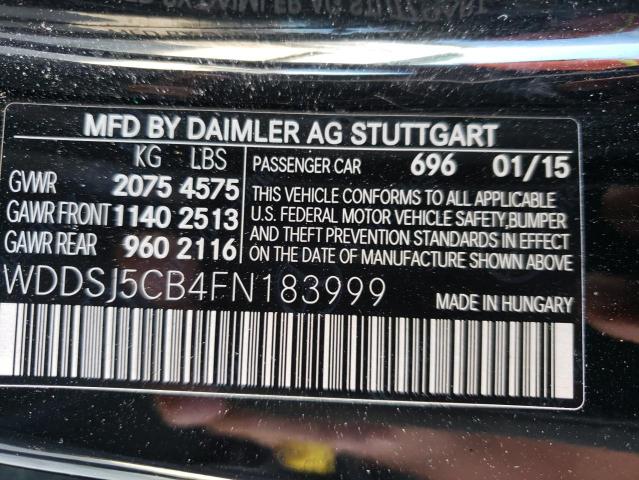 MFD BY DAIMLER AG STUTTGART
KG LBS
GVWR 2075 4575
GAWR FRONT 1140 2513
GAWR REAR 960 2116
PASSENGER CAR 696 01/15
THIS VEHICLE CONFORMS TO ALL APPLICABLE
U.S. FEDERAL MOTOR VEHICLE SAFETY,BUMPER
AND THEFT PREVENTION STANDARDS IN EFFECT
ON THE DATE OF MANUFACTURE SHOWN ABOVE.
WDDSJ5CB4FN183999
MADE IN HUNGARY